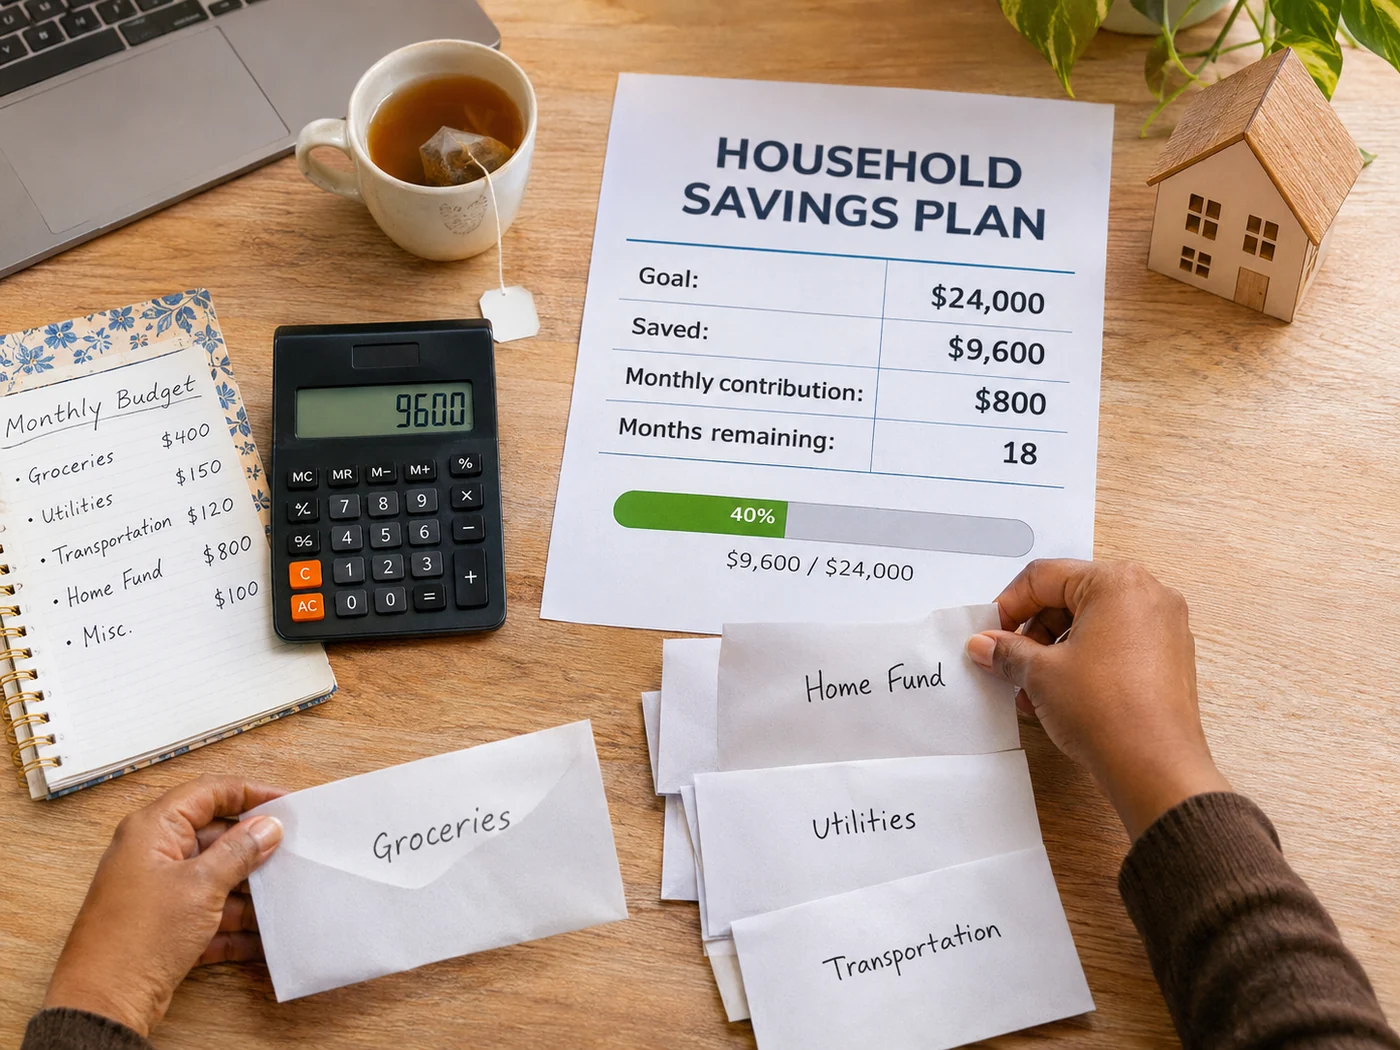 HOUSEHOLD
SAVINGS PLAN
Goal: $24,000
Saved: $9,600
Monthly contribution: $800
Months remaining: 18
40%
$9,600 / $24,000
Monthly Budget
• Groceries $400
• Utilities $150
• Transportation $120
• Home Fund $800
• Misc. $100
9600
MC MR M− M+ %
7 8 9 ×
% 4 5 6 −
C 1 2 3 +
AC 0 0 =
Home Fund
Utilities
Transportation
Groceries